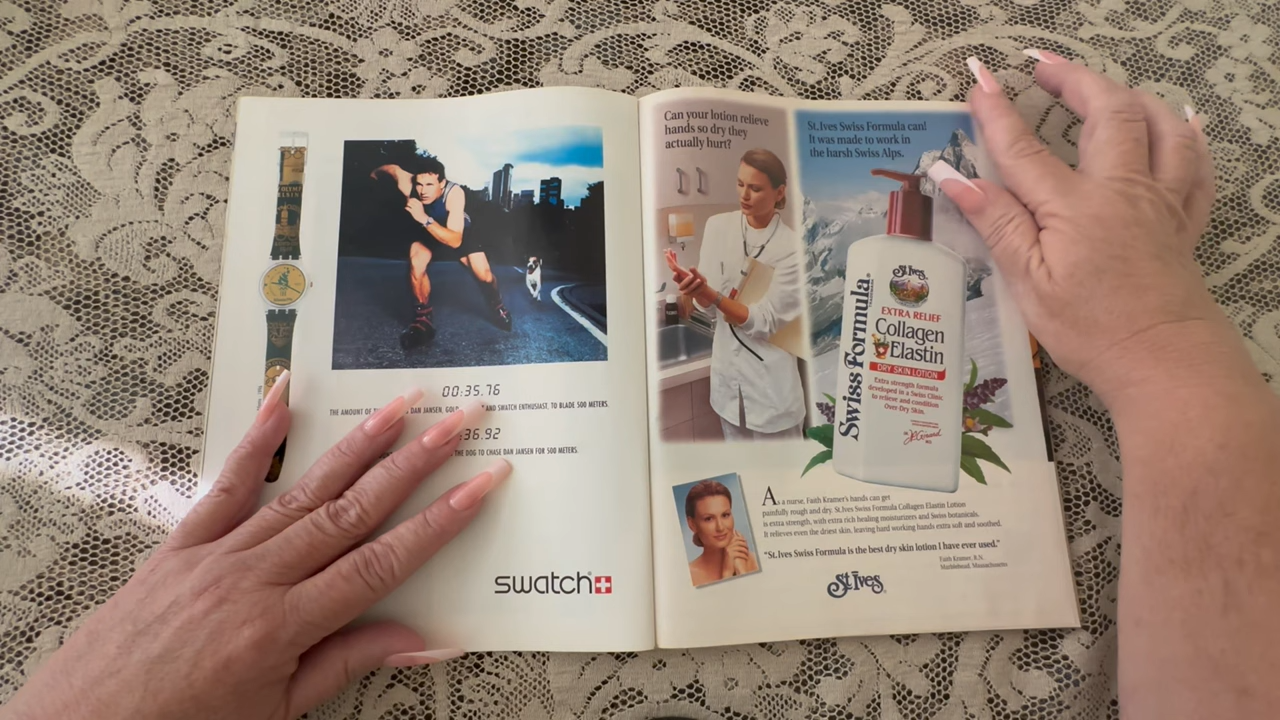 00:35.76
THE AMOUNT OF DAN JANSEN, GOLD AND SWATCH ENTHUSIAST, TO BLADE 500 METERS.
:36.92
THE DOG TO CHASE DAN JANSEN FOR 500 METERS.
swatch
Can your lotion relieve
hands so dry they
actually hurt?
St.Ives Swiss Formula can!
It was made to work in
the harsh Swiss Alps.
St.Ives
Swiss Formula
EXTRA RELIEF
Collagen
Elastin
DRY SKIN LOTION
Extra strength formula
developed in a Swiss Clinic
to relieve and condition
Over-Dry Skin.
As a nurse, Faith Kramer's hands can get
painfully rough and dry. St.Ives Swiss Formula Collagen Elastin Lotion
is extra strength, with extra rich healing moisturizers and Swiss botanicals.
It relieves even the driest skin, leaving hard working hands extra soft and soothed.
"St.Ives Swiss Formula is the best dry skin lotion I have ever used."
Faith Kramer, R.N.
Marblehead, Massachusetts
St.Ives